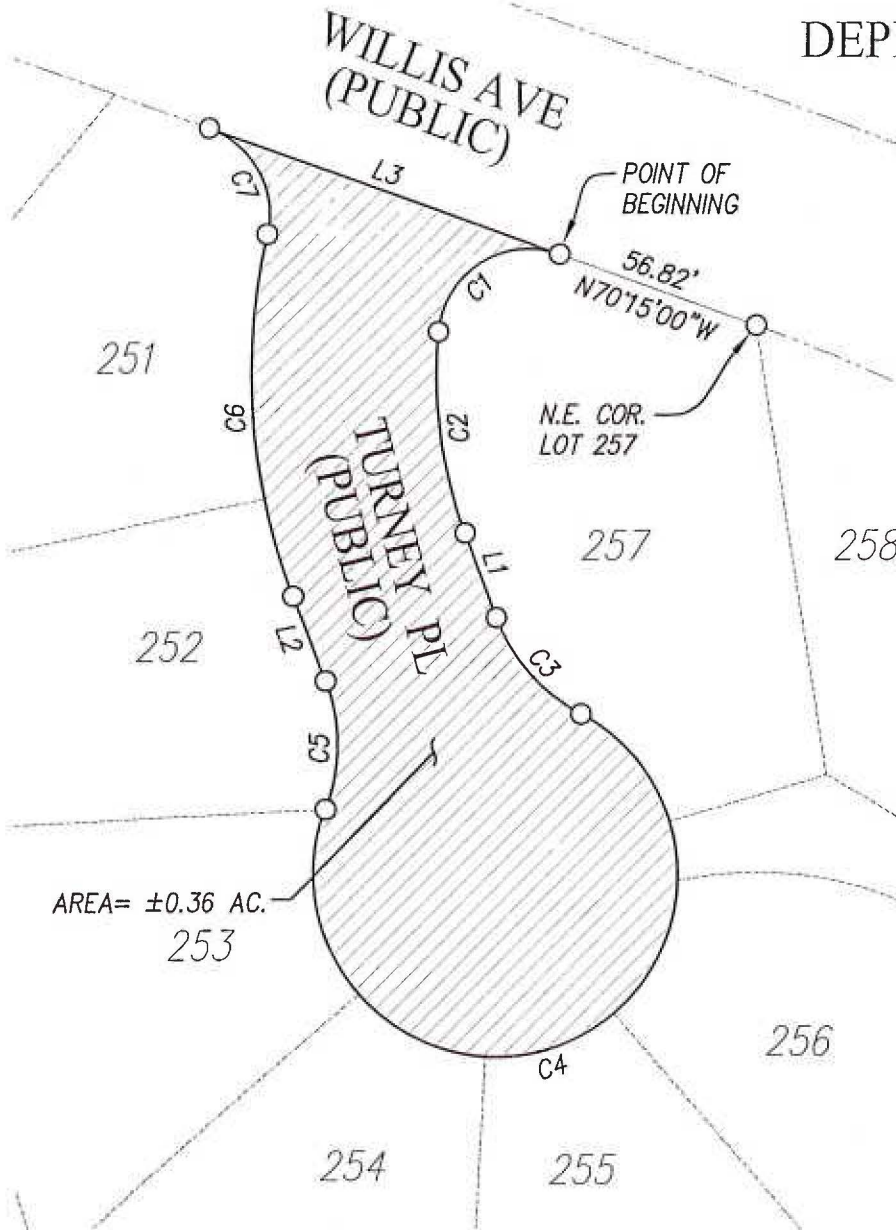 DEP
WILLIS AVE
(PUBLIC)
L3
C7
POINT OF
BEGINNING
C1
56.82'
N70°15'00"W
251
C6
C2
N.E. COR.
LOT 257
TURNEY PL
(PUBLIC)
257
258
L1
L2
252
C3
C5
AREA= ±0.36 AC.
253
C4
256
254
255